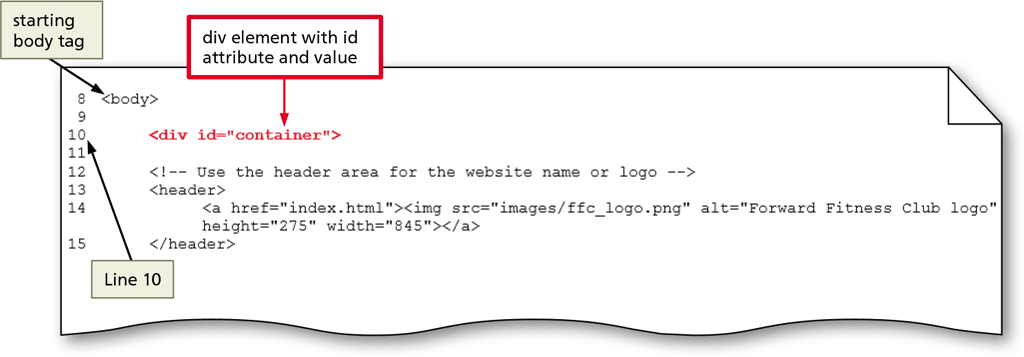 starting
body tag
div element with id
attribute and value
8 <body>
9
10 <div id="container">
11
12 <!-- Use the header area for the website name or logo -->
13 <header>
14 <a href="index.html"><img src="images/ffc_logo.png" alt="Forward Fitness Club logo"
height="275" width="845"></a>
15 </header>
Line 10